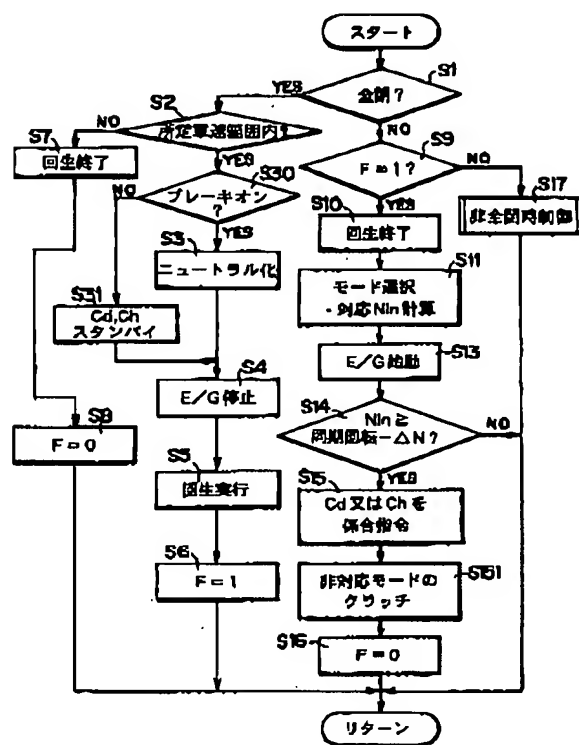 スタート
S1
全閉?
YES
NO
S2
所定車速範囲内?
NO
YES
S7
回生終了
S9
F=1?
NO
YES
S30
ブレーキオン
?
NO
YES
S17
非全閉時制御
S10
回生終了
S3
ニュートラル化
S11
モード選択
・対応Nin計算
S31
Cd,Ch
スタンバイ
S13
E/G始動
S4
E/G停止
S14
Nin≧
同期回転-△N?
NO
YES
S8
F=0
S5
回生実行
S15
Cd又はChを
係合指令
S6
F=1
S151
非対応モードの
クラッチ
S16
F=0
リターン